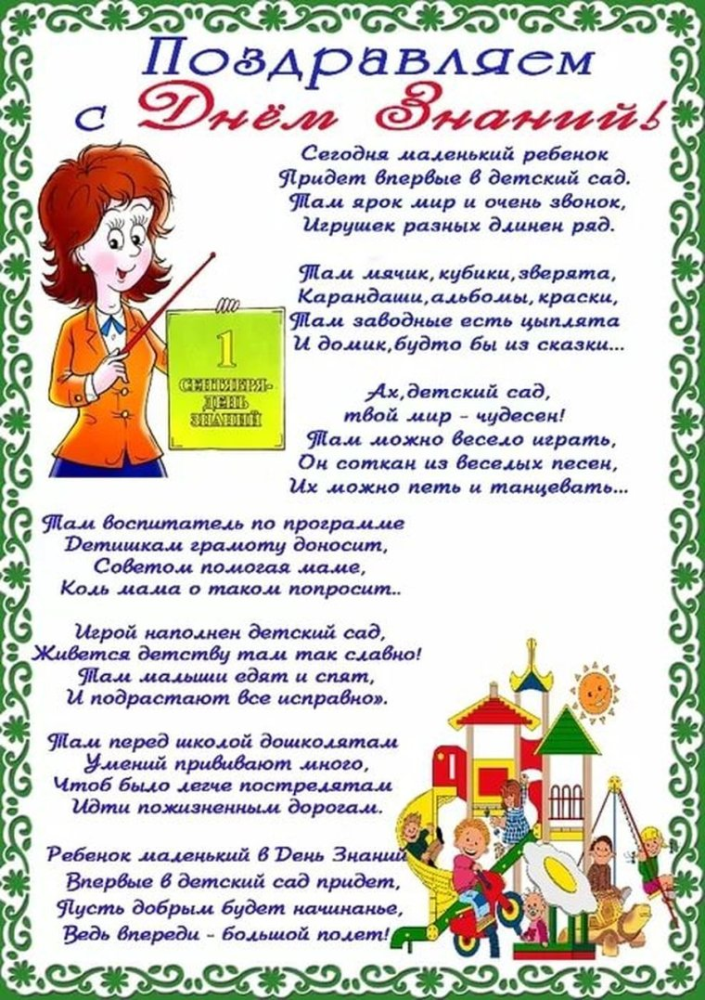 Поздравляем
с Днём Знаний!
Сегодня маленький ребенок
Придет впервые в детский сад.
Там ярок мир и очень звонок,
Игрушек разных длинен ряд.
Там мячик,кубики,зверята,
Карандаши,альбомы,краски,
Там заводные есть цыплята
И домик,будто бы из сказки...
1
СЕНТЯБРЯ-
ДЕНЬ
ЗНАНИЙ
Ах,детский сад,
твой мир - чудесен!
Там можно весело играть,
Он соткан из веселых песен,
Их можно петь и танцевать...
Там воспитатель по программе
Детишкам грамоту доносит,
Советом помогая маме,
Коль мама о таком попросит..
Игрой наполнен детский сад,
Живется детству там так славно!
Там малыши едят и спят,
И подрастают все исправно».
Там перед школой дошколятам
Умений прививают много,
Чтоб было легче пострелятам
Идти пожизненным дорогам.
Ребенок маленький в День Знаний
Впервые в детский сад придет,
Пусть добрым будет начинанье,
Ведь впереди - большой полет!